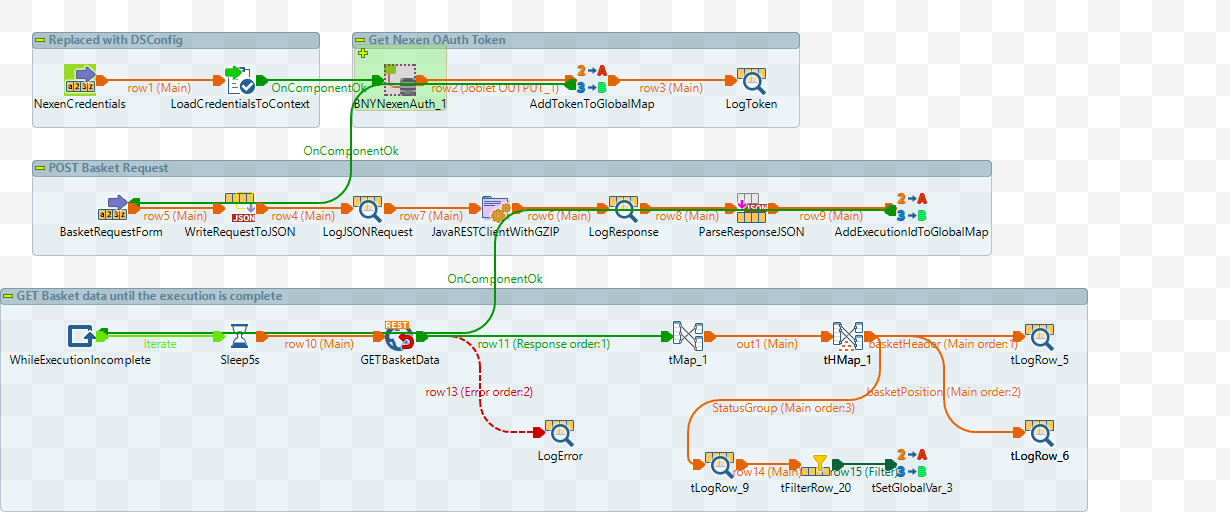 Replaced with DSConfig
Get Nexen OAuth Token
row1 (Main)
OnComponentOk
row2 (Joblet OUTPUT_1)
row3 (Main)
NexenCredentials
LoadCredentialsToContext
BNYNexenAuth_1
AddTokenToGlobalMap
LogToken
OnComponentOk
POST Basket Request
row5 (Main)
row4 (Main)
row7 (Main)
row6 (Main)
row8 (Main)
row9 (Main)
BasketRequestForm
WriteRequestToJSON
LogJSONRequest
JavaRESTClientWithGZIP
LogResponse
ParseResponseJSON
AddExecutionIdToGlobalMap
OnComponentOk
GET Basket data until the execution is complete
Iterate
row10 (Main)
row11 (Response order:1)
out1 (Main)
basketHeader (Main order:1)
WhileExecutionIncomplete
Sleep5s
GETBasketData
tMap_1
tHMap_1
tLogRow_5
row13 (Error order:2)
basketPosition (Main order:2)
StatusGroup (Main order:3)
LogError
tLogRow_6
row14 (Main)
row15 (Filter)
tLogRow_9
tFilterRow_20
tSetGlobalVar_3